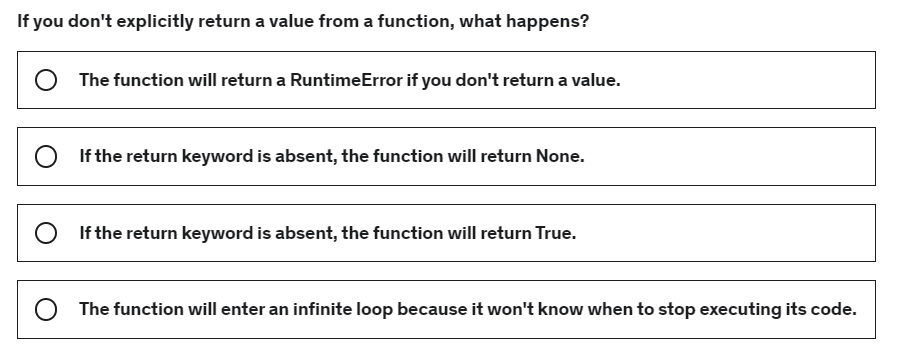 If you don't explicitly return a value from a function, what happens?
The function will return a RuntimeError if you don't return a value.
If the return keyword is absent, the function will return None.
If the return keyword is absent, the function will return True.
The function will enter an infinite loop because it won't know when to stop executing its code.